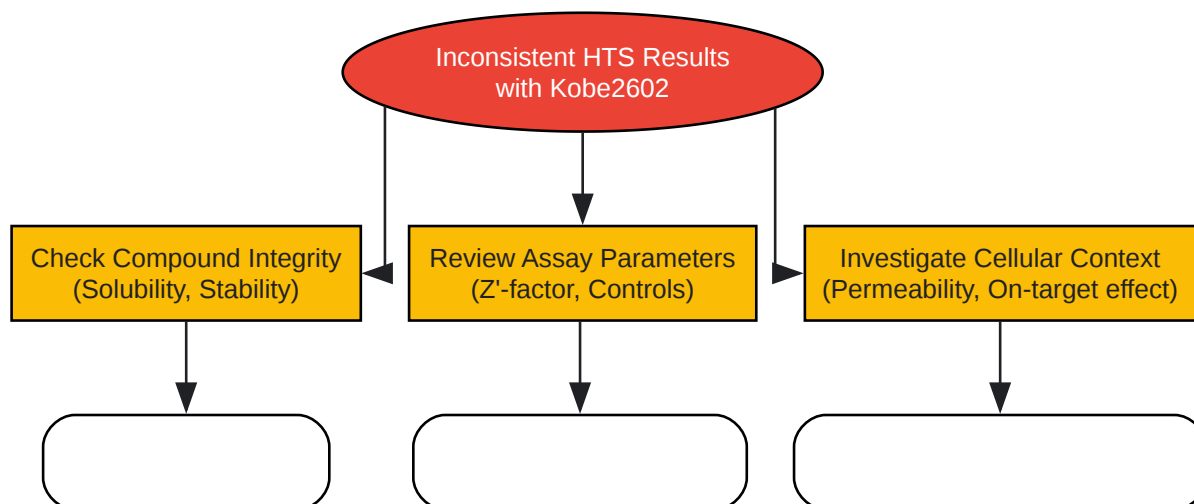 Inconsistent HTS Results
with Kobe2602
Check Compound Integrity
(Solubility, Stability)
Review Assay Parameters
(Z'-factor, Controls)
Investigate Cellular Context
(Permeability, On-target effect)